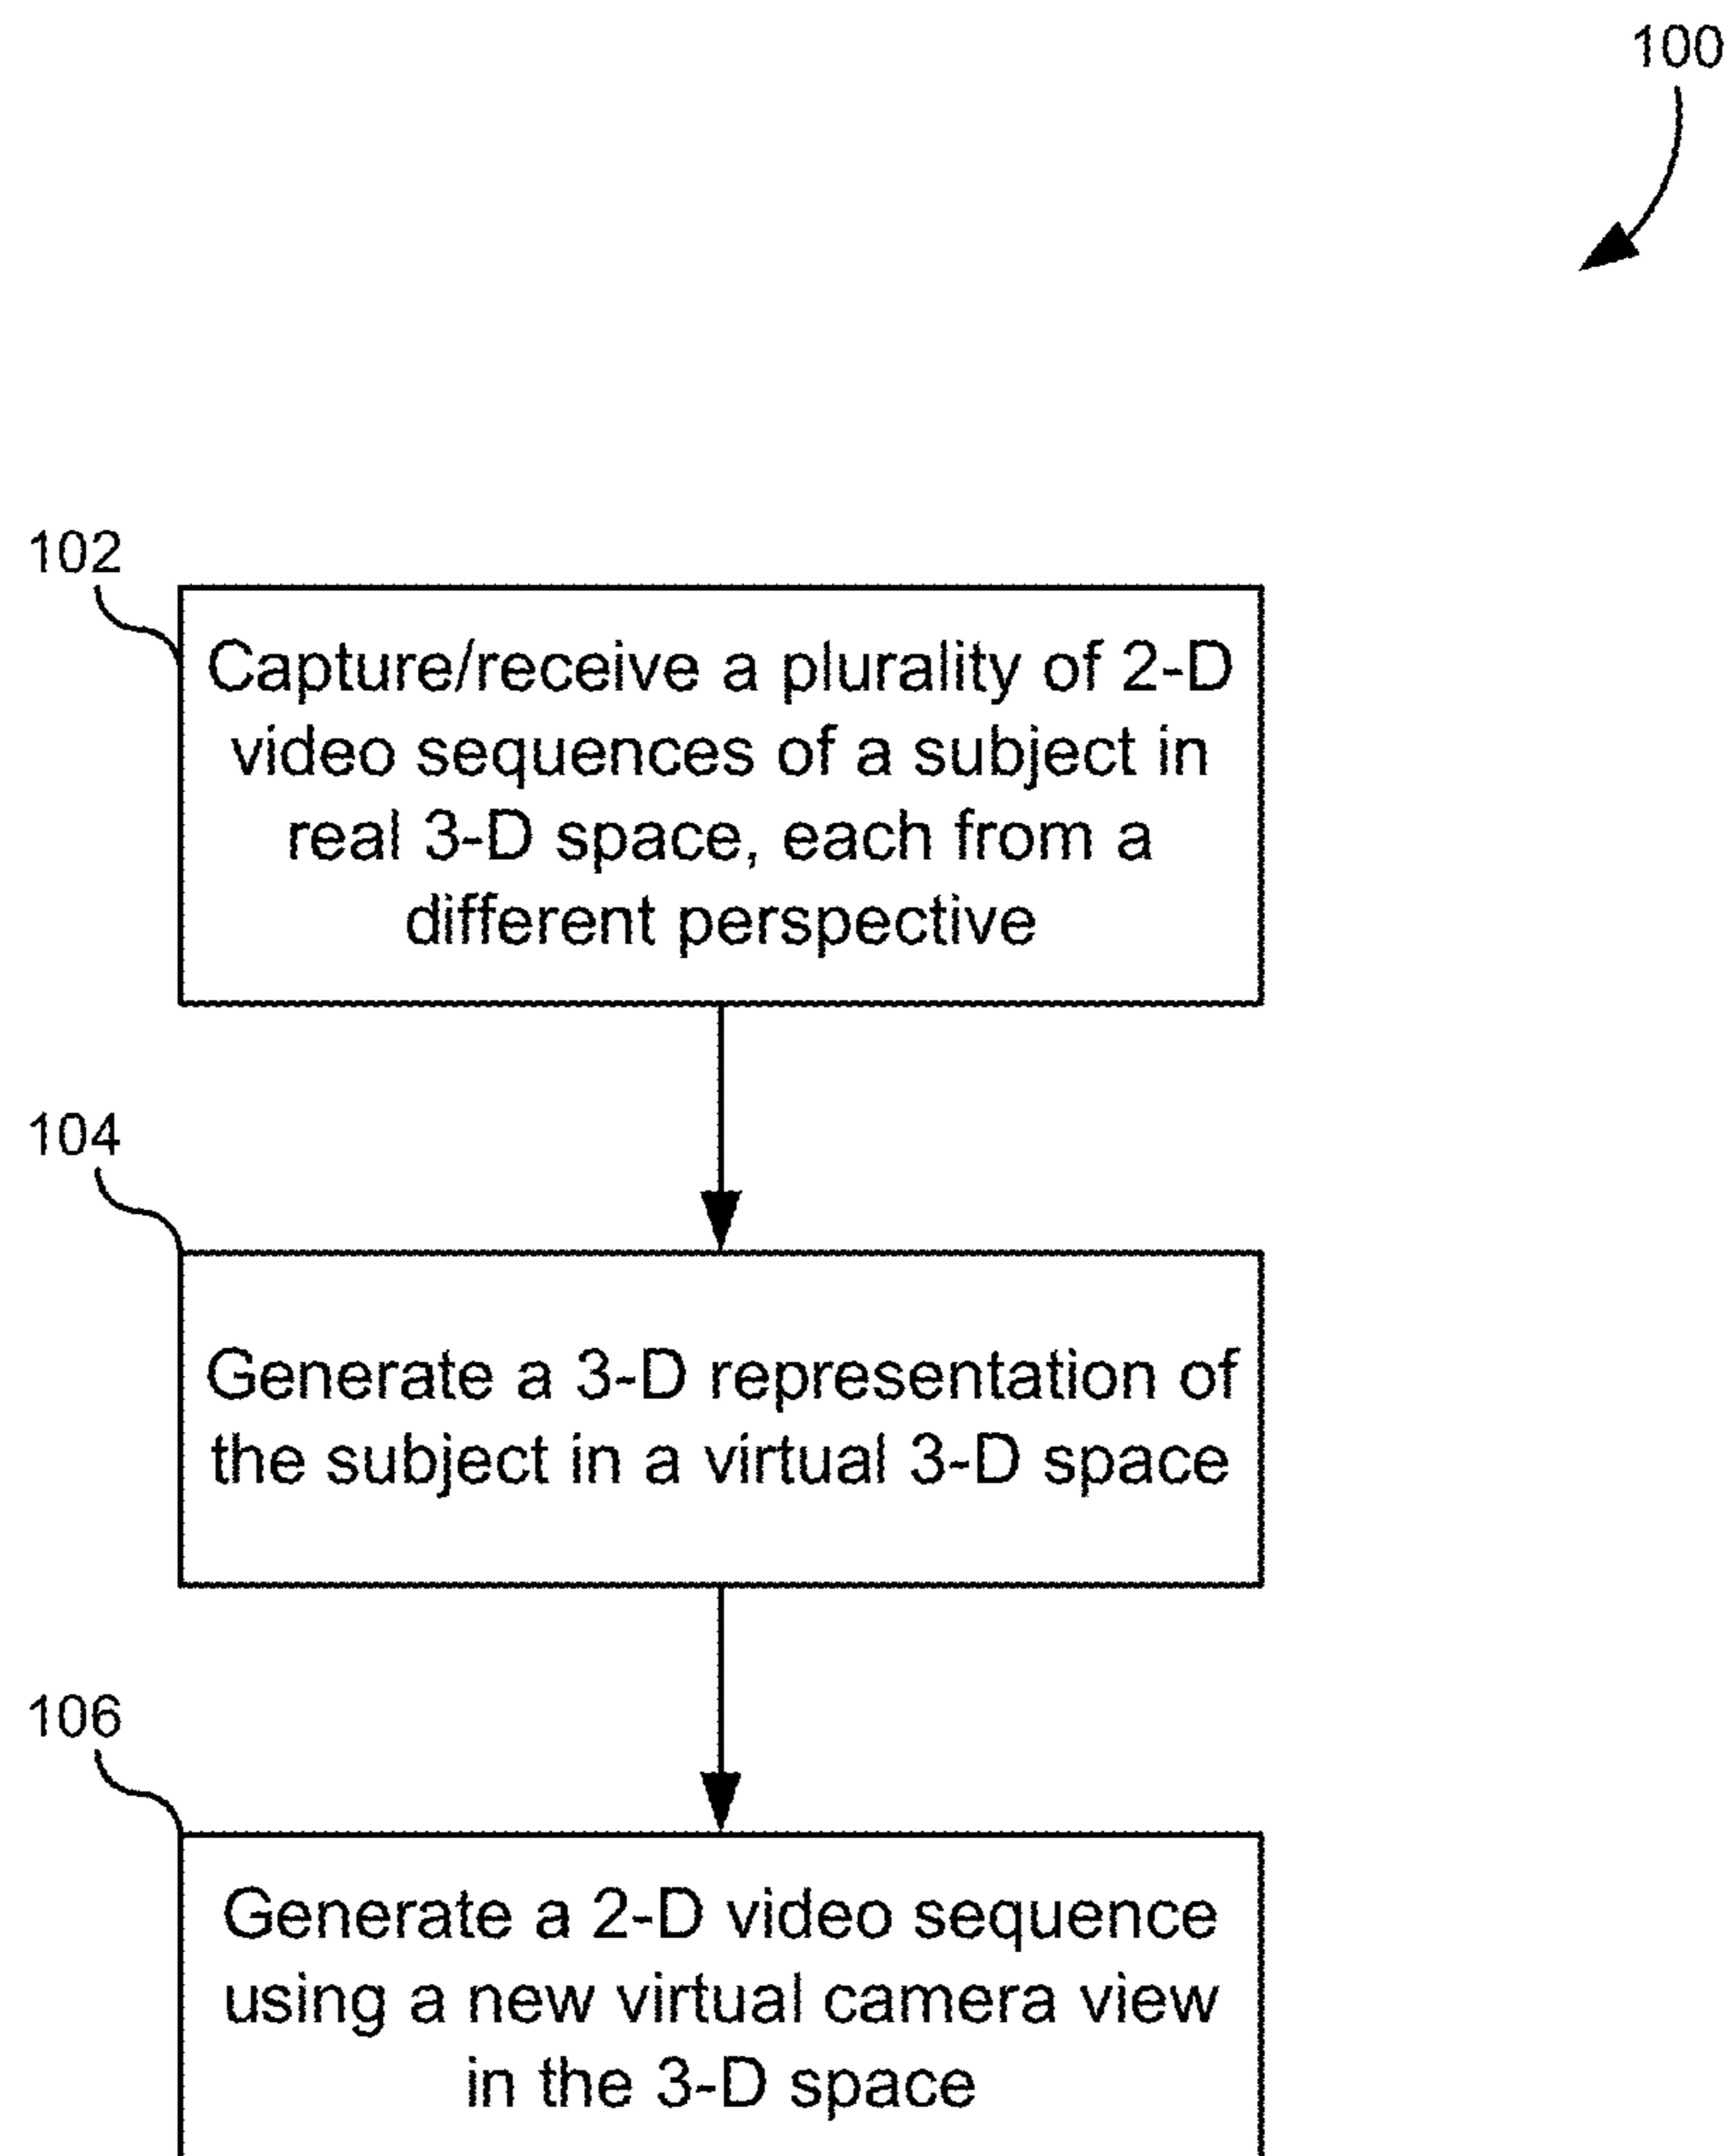 100
102
Capture/receive a plurality of 2-D
video sequences of a subject in
real 3-D space, each from a
different perspective
104
Generate a 3-D representation of
the subject in a virtual 3-D space
106
Generate a 2-D video sequence
using a new virtual camera view
in the 3-D space